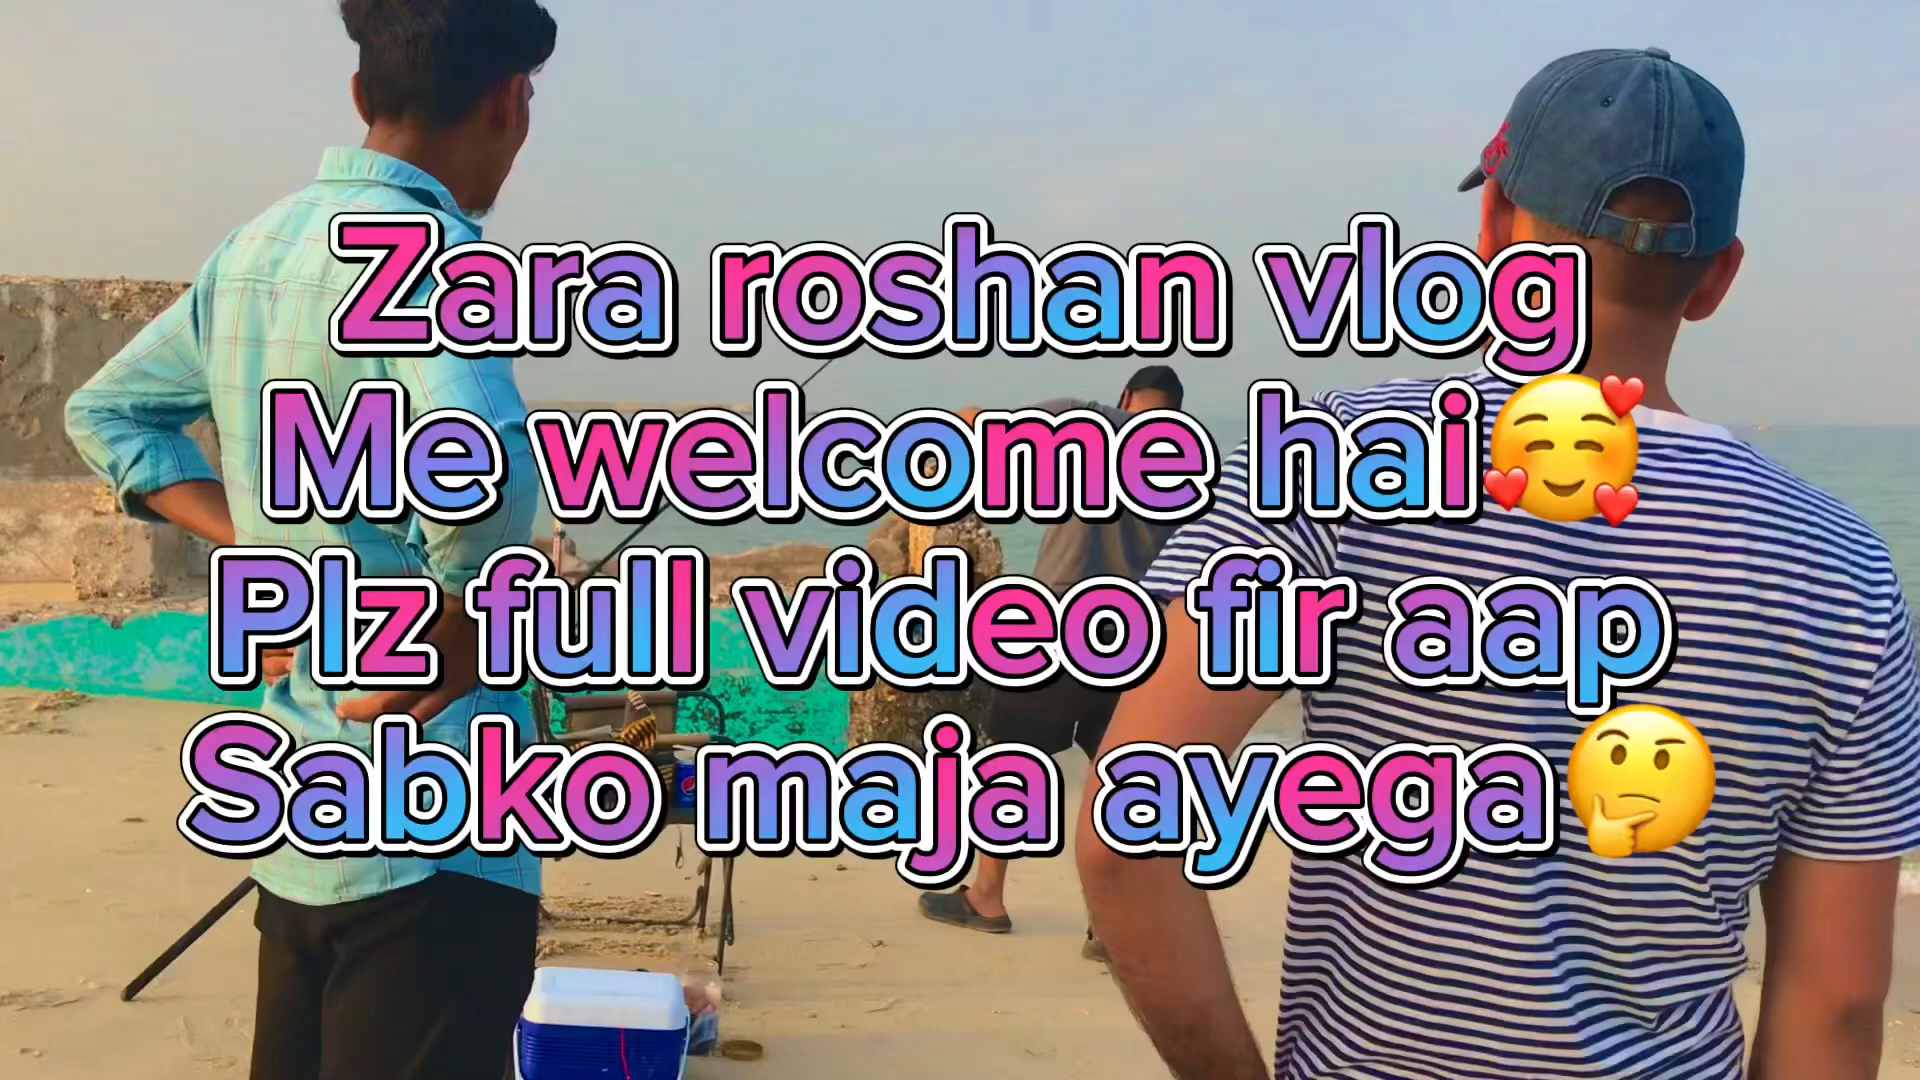 Zara roshan vlog
Me welcome hai🥰
Plz full video fir aap
Sabko maja ayega🤔